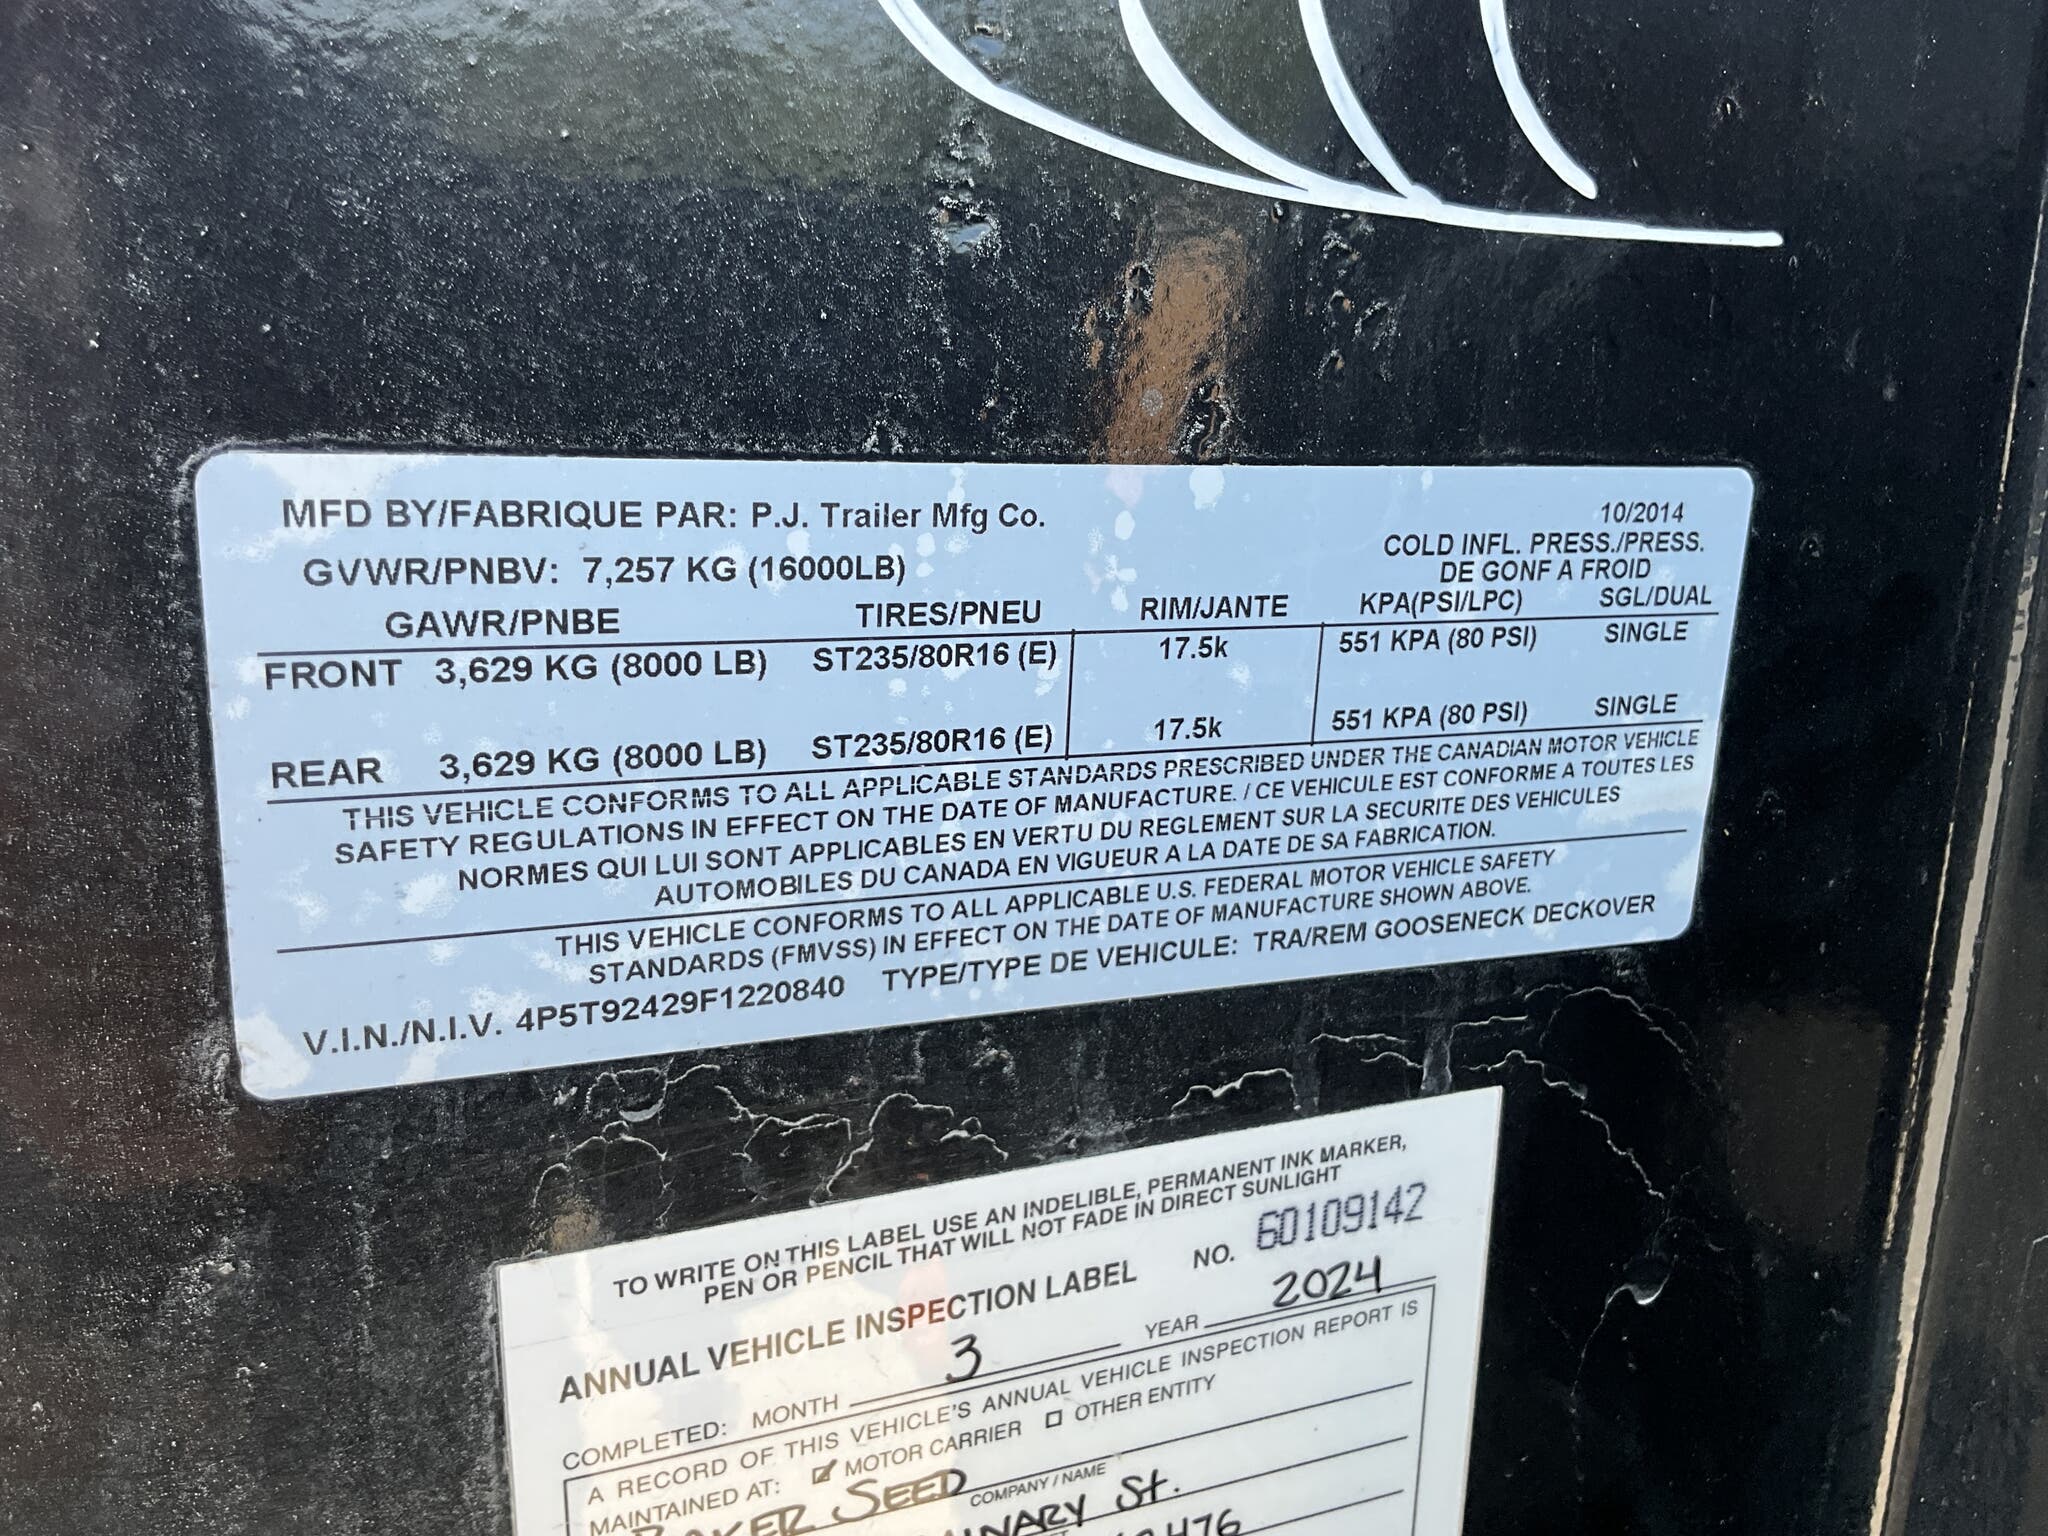 MFD BY/FABRIQUE PAR: P.J. Trailer Mfg Co.
10/2014
GVWR/PNBV: 7,257 KG (16000LB)
COLD INFL. PRESS./PRESS.
DE GONF A FROID
GAWR/PNBE TIRES/PNEU RIM/JANTE KPA(PSI/LPC) SGL/DUAL
FRONT 3,629 KG (8000 LB) ST235/80R16 (E) 17.5k 551 KPA (80 PSI) SINGLE
REAR 3,629 KG (8000 LB) ST235/80R16 (E) 17.5k 551 KPA (80 PSI) SINGLE
THIS VEHICLE CONFORMS TO ALL APPLICABLE STANDARDS PRESCRIBED UNDER THE CANADIAN MOTOR VEHICLE
SAFETY REGULATIONS IN EFFECT ON THE DATE OF MANUFACTURE. / CE VEHICULE EST CONFORME A TOUTES LES
NORMES QUI LUI SONT APPLICABLES EN VERTU DU REGLEMENT SUR LA SECURITE DES VEHICULES
AUTOMOBILES DU CANADA EN VIGUEUR A LA DATE DE SA FABRICATION.
THIS VEHICLE CONFORMS TO ALL APPLICABLE U.S. FEDERAL MOTOR VEHICLE SAFETY
STANDARDS (FMVSS) IN EFFECT ON THE DATE OF MANUFACTURE SHOWN ABOVE.
V.I.N./N.I.V. 4P5T92429F1220840 TYPE/TYPE DE VEHICULE: TRA/REM GOOSENECK DECKOVER
TO WRITE ON THIS LABEL USE AN INDELIBLE, PERMANENT INK MARKER,
PEN OR PENCIL THAT WILL NOT FADE IN DIRECT SUNLIGHT
ANNUAL VEHICLE INSPECTION LABEL NO. 60109142
COMPLETED: MONTH 3 YEAR 2024
A RECORD OF THIS VEHICLE'S ANNUAL VEHICLE INSPECTION REPORT IS
MAINTAINED AT: MOTOR CARRIER OTHER ENTITY
SEED COMPANY / NAME
St.